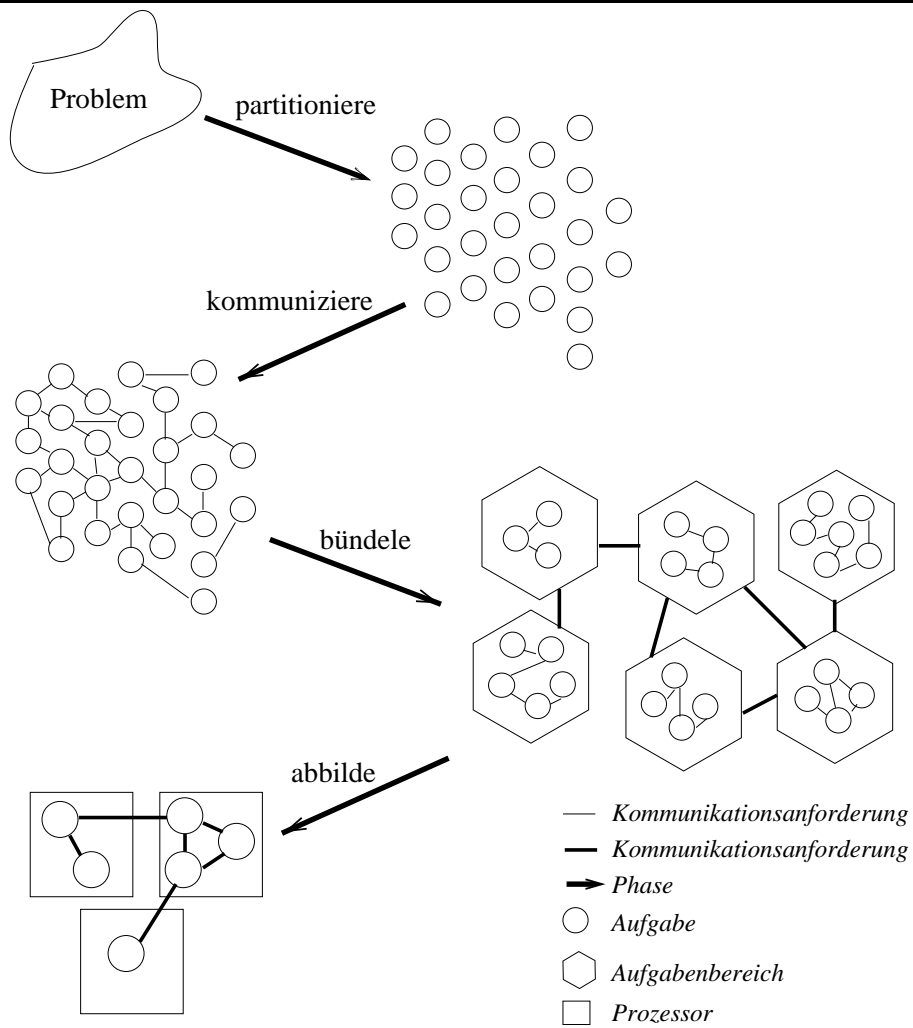 Problem
partitioniere
kommuniziere
bündele
abbilde
Kommunikationsanforderung
Kommunikationsanforderung
Phase
Aufgabe
Aufgabenbereich
Prozessor